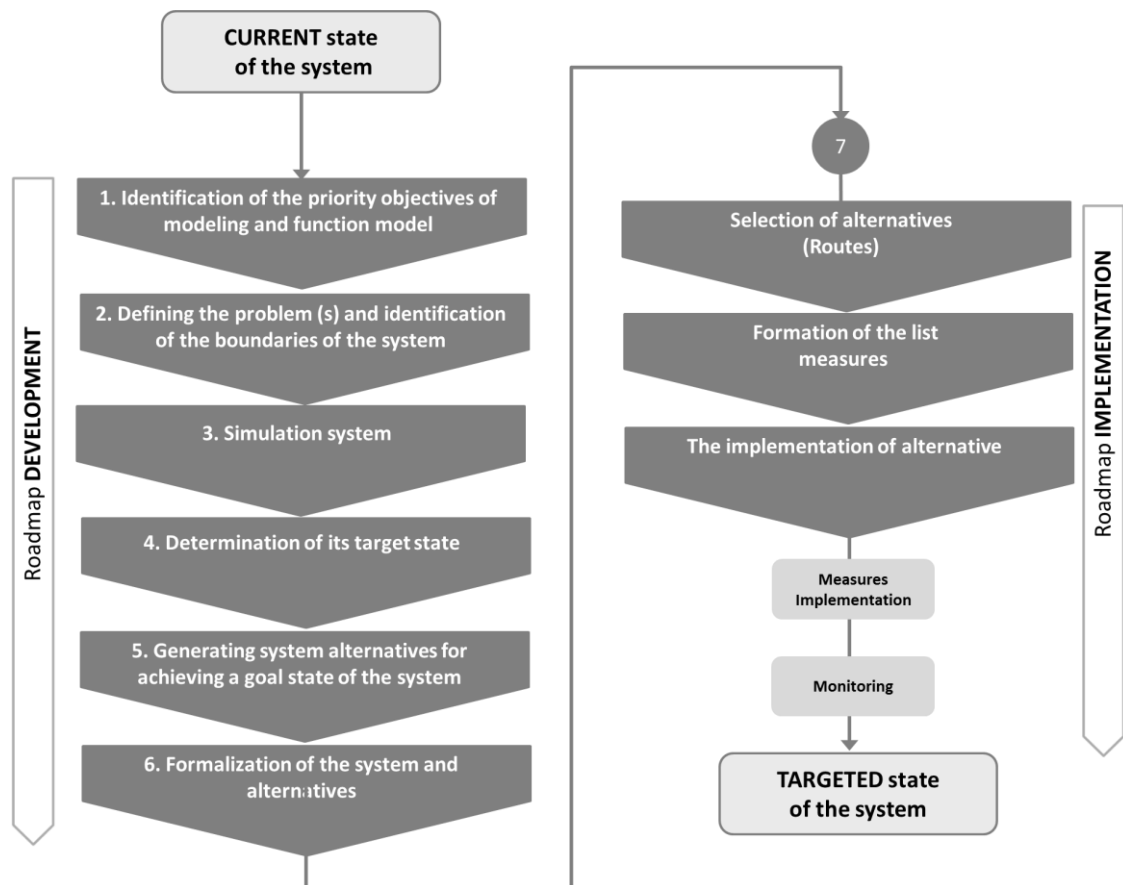 CURRENT state
of the system
Roadmap DEVELOPMENT
1. Identification of the priority objectives of
modeling and function model
2. Defining the problem (s) and identification
of the boundaries of the system
3. Simulation system
4. Determination of its target state
5. Generating system alternatives for
achieving a goal state of the system
6. Formalization of the system and
alternatives
7
Selection of alternatives
(Routes)
Formation of the list
measures
The implementation of alternative
Measures
Implementation
Monitoring
TARGETED state
of the system
Roadmap IMPLEMENTATION